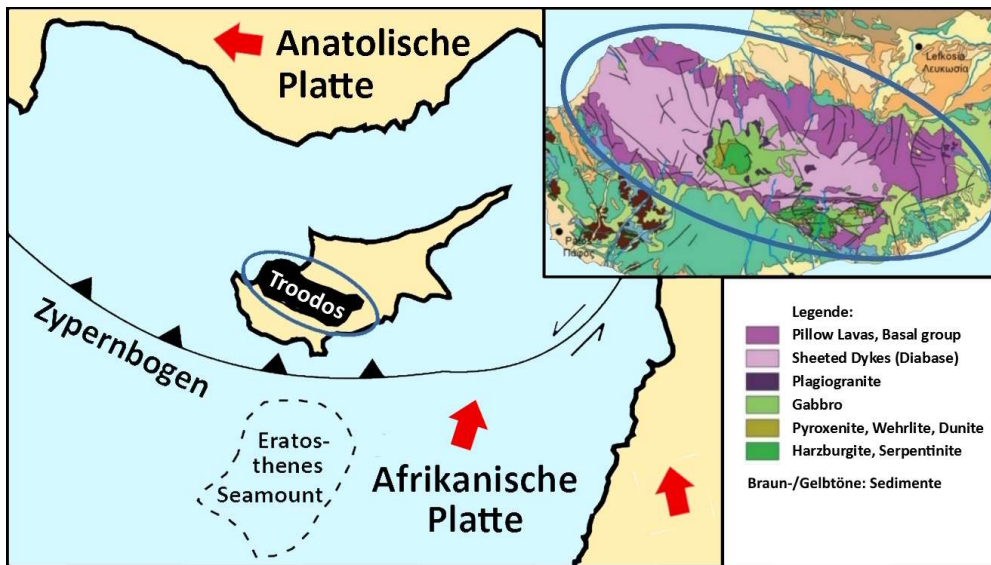 Anatolische
Platte
Troodos
Zypernbogen
Eratos-
thenes
Seamount
Afrikanische
Platte
Lefkosia
Λευκωσία
Πάφος
Legende:
Pillow Lavas, Basal group
Sheeted Dykes (Diabase)
Plagiogranite
Gabbro
Pyroxenite, Wehrlite, Dunite
Harzburgite, Serpentinite
Braun-/Gelbtöne: Sedimente